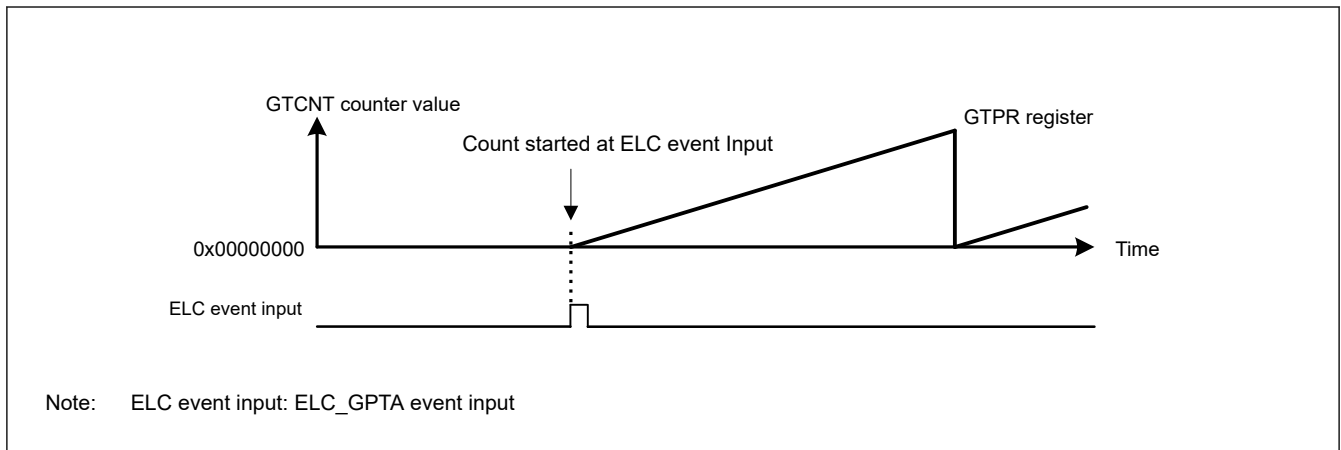 GTCNT counter value
GTPR register
Count started at ELC event Input
0x00000000
Time
ELC event input
Note: ELC event input: ELC_GPTA event input